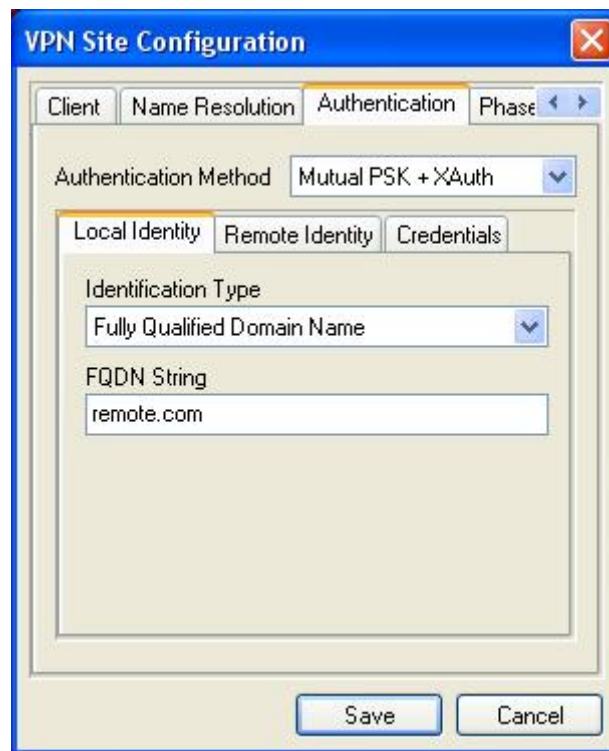 VPN Site Configuration
Client Name Resolution Authentication Phase
Authentication Method Mutual PSK + XAuth
Local Identity Remote Identity Credentials
Identification Type
Fully Qualified Domain Name
FQDN String
remote.com
Save Cancel